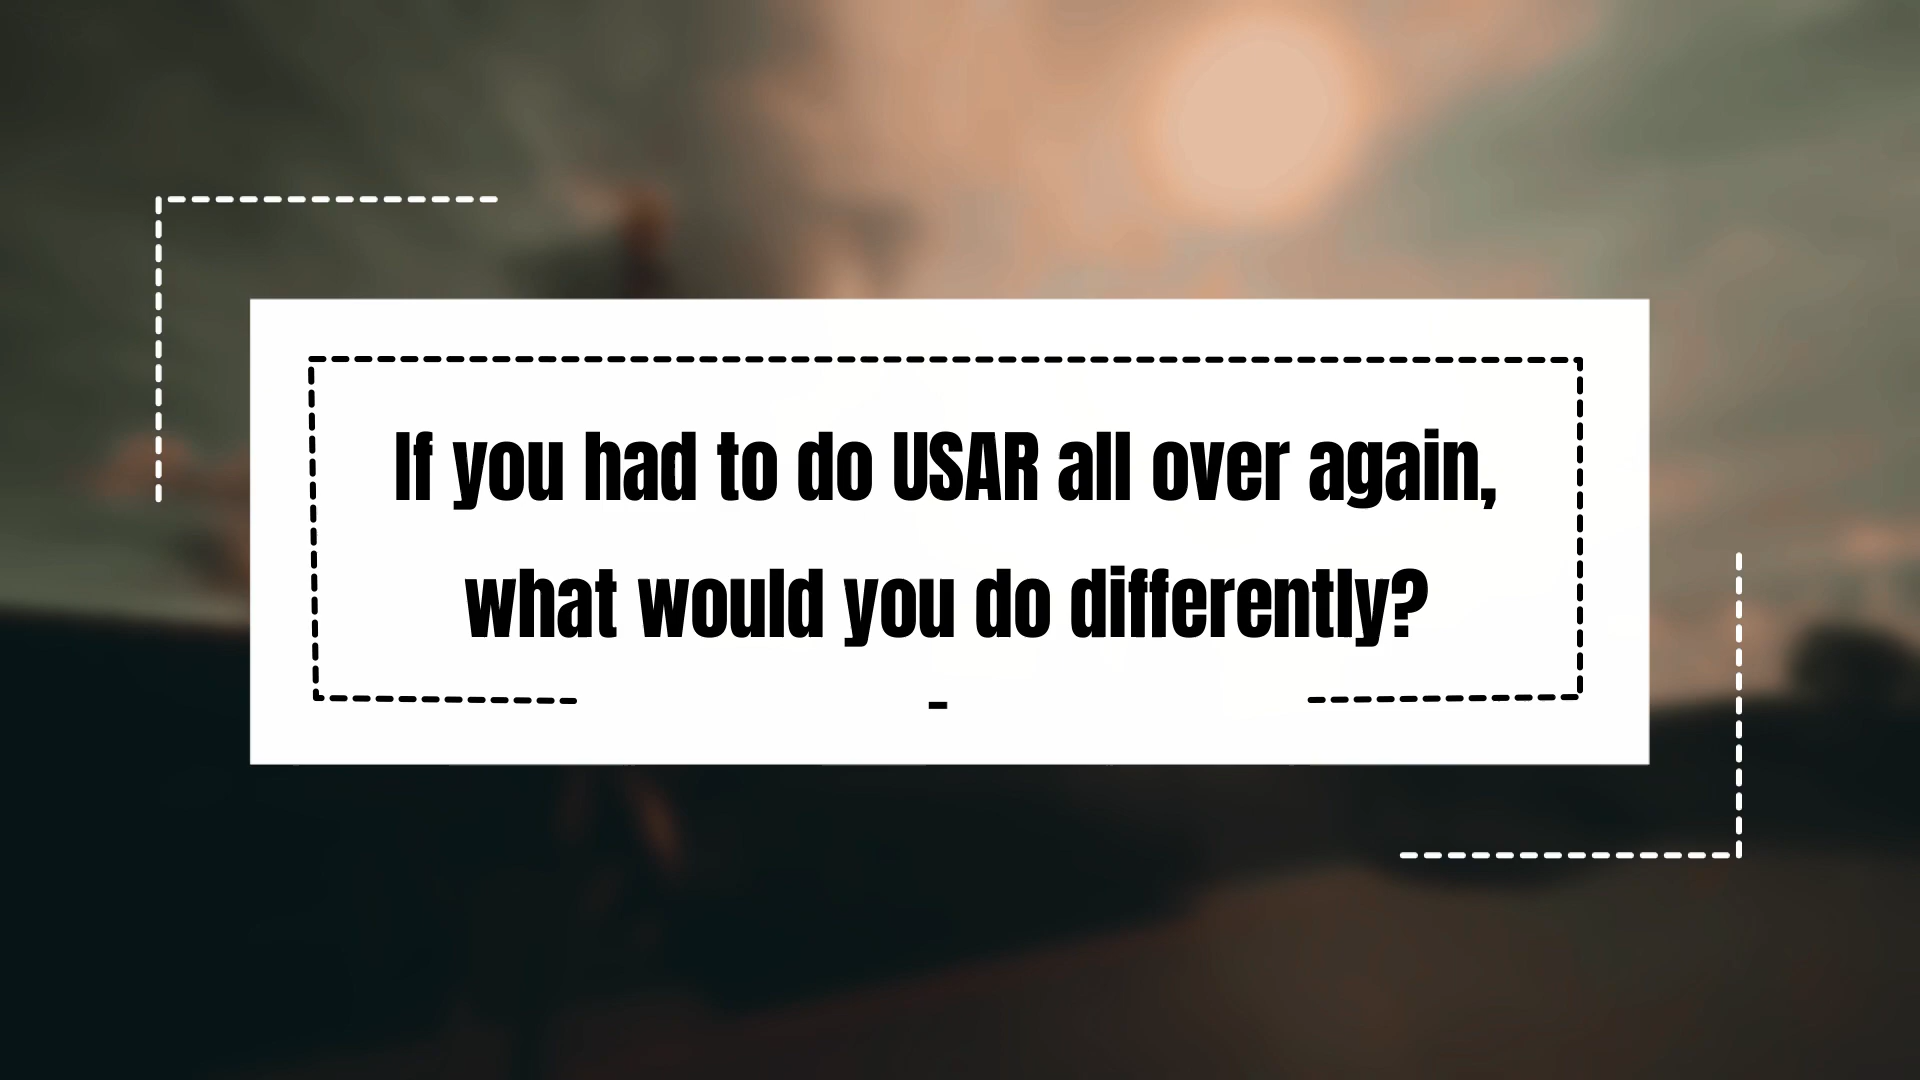 If you had to do USAR all over again,
what would you do differently?
-